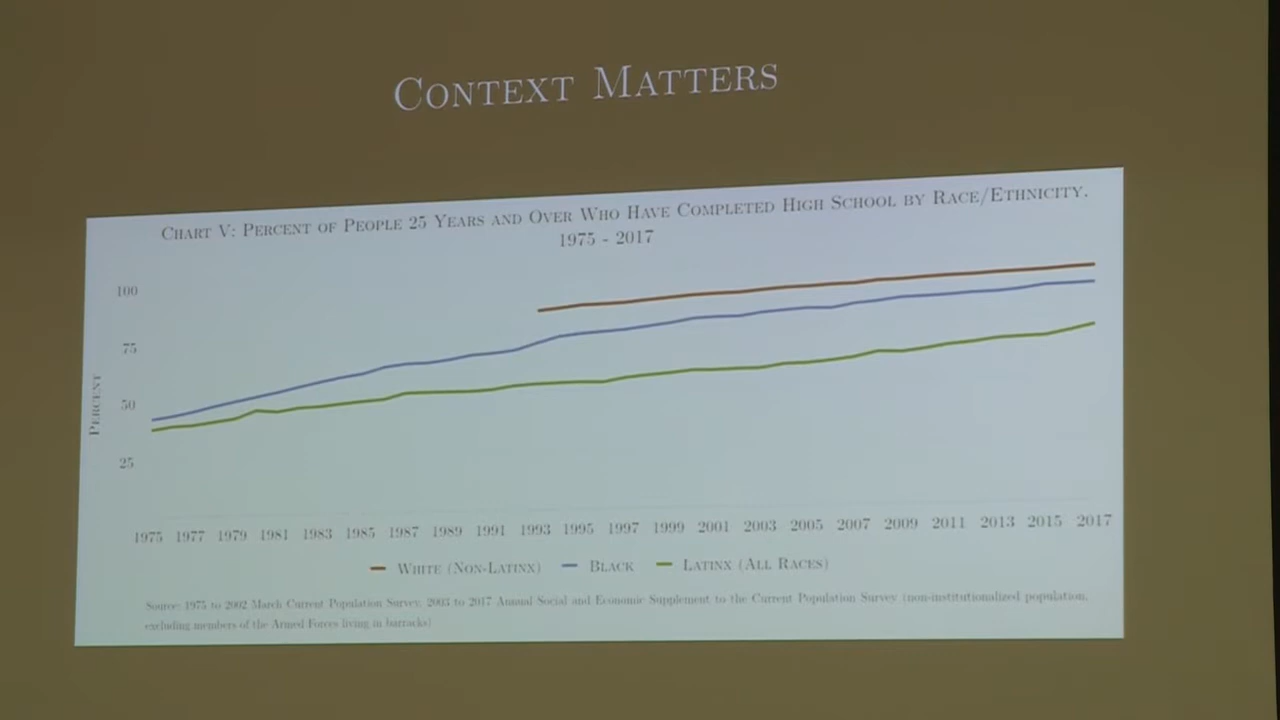 CONTEXT MATTERS
CHART V: PERCENT OF PEOPLE 25 YEARS AND OVER WHO HAVE COMPLETED HIGH SCHOOL BY RACE/ETHNICITY.
1975 - 2017
100
75
50
25
PERCENT
1975 1977 1979 1981 1983 1985 1987 1989 1991 1993 1995 1997 1999 2001 2003 2005 2007 2009 2011 2013 2015 2017
WHITE (NON-LATINX) BLACK LATINX (ALL RACES)
Source: 1975 to 2002 March Current Population Survey, 2003 to 2017 Annual Social and Economic Supplement to the Current Population Survey (non-institutionalized population,
excluding members of the Armed Forces living in barracks)